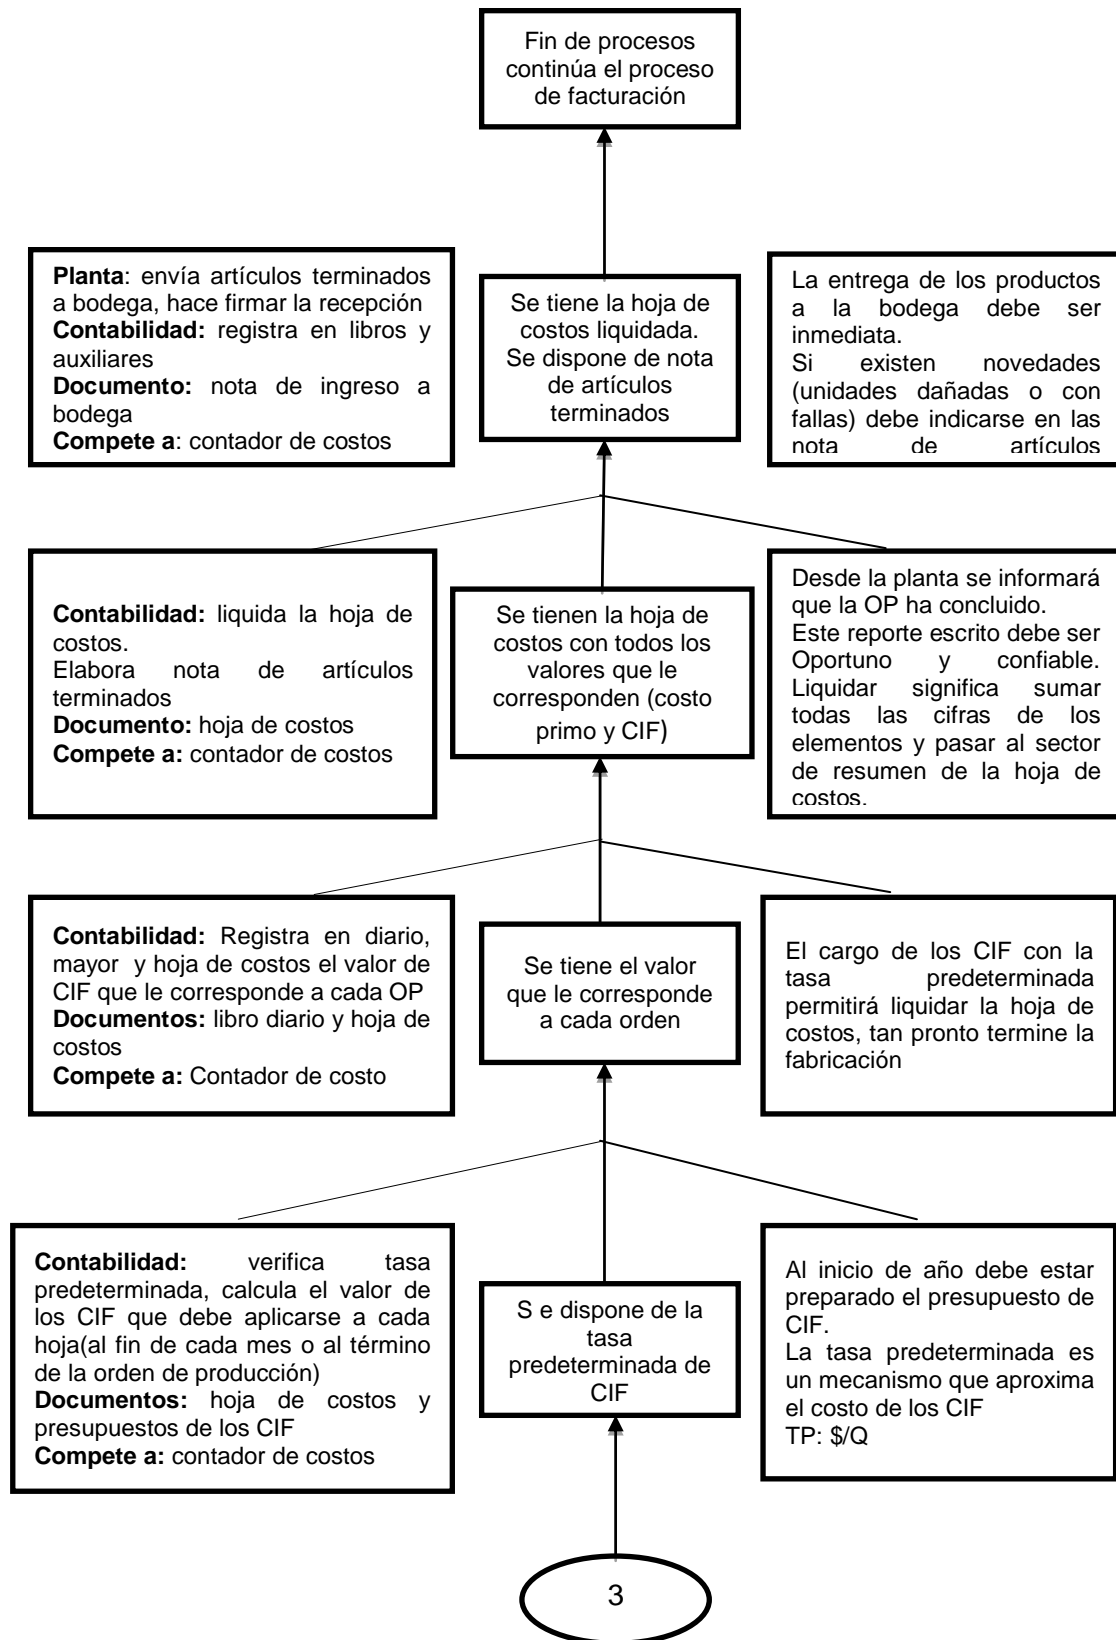 Fin de procesos
continúa el proceso
de facturación
Planta: envía artículos terminados
a bodega, hace firmar la recepción
Contabilidad: registra en libros y
auxiliares
Documento: nota de ingreso a
bodega
Compete a: contador de costos
Se tiene la hoja de
costos liquidada.
Se dispone de nota
de artículos
terminados
La entrega de los productos
a la bodega debe ser
inmediata.
Si existen novedades
(unidades dañadas o con
fallas) debe indicarse en las
nota de artículos
Contabilidad: liquida la hoja de
costos.
Elabora nota de artículos
terminados
Documento: hoja de costos
Compete a: contador de costos
Se tienen la hoja de
costos con todos los
valores que le
corresponden (costo
primo y CIF)
Desde la planta se informará
que la OP ha concluido.
Este reporte escrito debe ser
Oportuno y confiable.
Liquidar significa sumar
todas las cifras de los
elementos y pasar al sector
de resumen de la hoja de
costos.
Contabilidad: Registra en diario,
mayor y hoja de costos el valor de
CIF que le corresponde a cada OP
Documentos: libro diario y hoja de
costos
Compete a: Contador de costo
Se tiene el valor
que le corresponde
a cada orden
El cargo de los CIF con la
tasa predeterminada
permitirá liquidar la hoja de
costos, tan pronto termine la
fabricación
Contabilidad: verifica tasa
predeterminada, calcula el valor de
los CIF que debe aplicarse a cada
hoja(al fin de cada mes o al término
de la orden de producción)
Documentos: hoja de costos y
presupuestos de los CIF
Compete a: contador de costos
S e dispone de la
tasa
predeterminada de
CIF
Al inicio de año debe estar
preparado el presupuesto de
CIF.
La tasa predeterminada es
un mecanismo que aproxima
el costo de los CIF
TP: $/Q
3